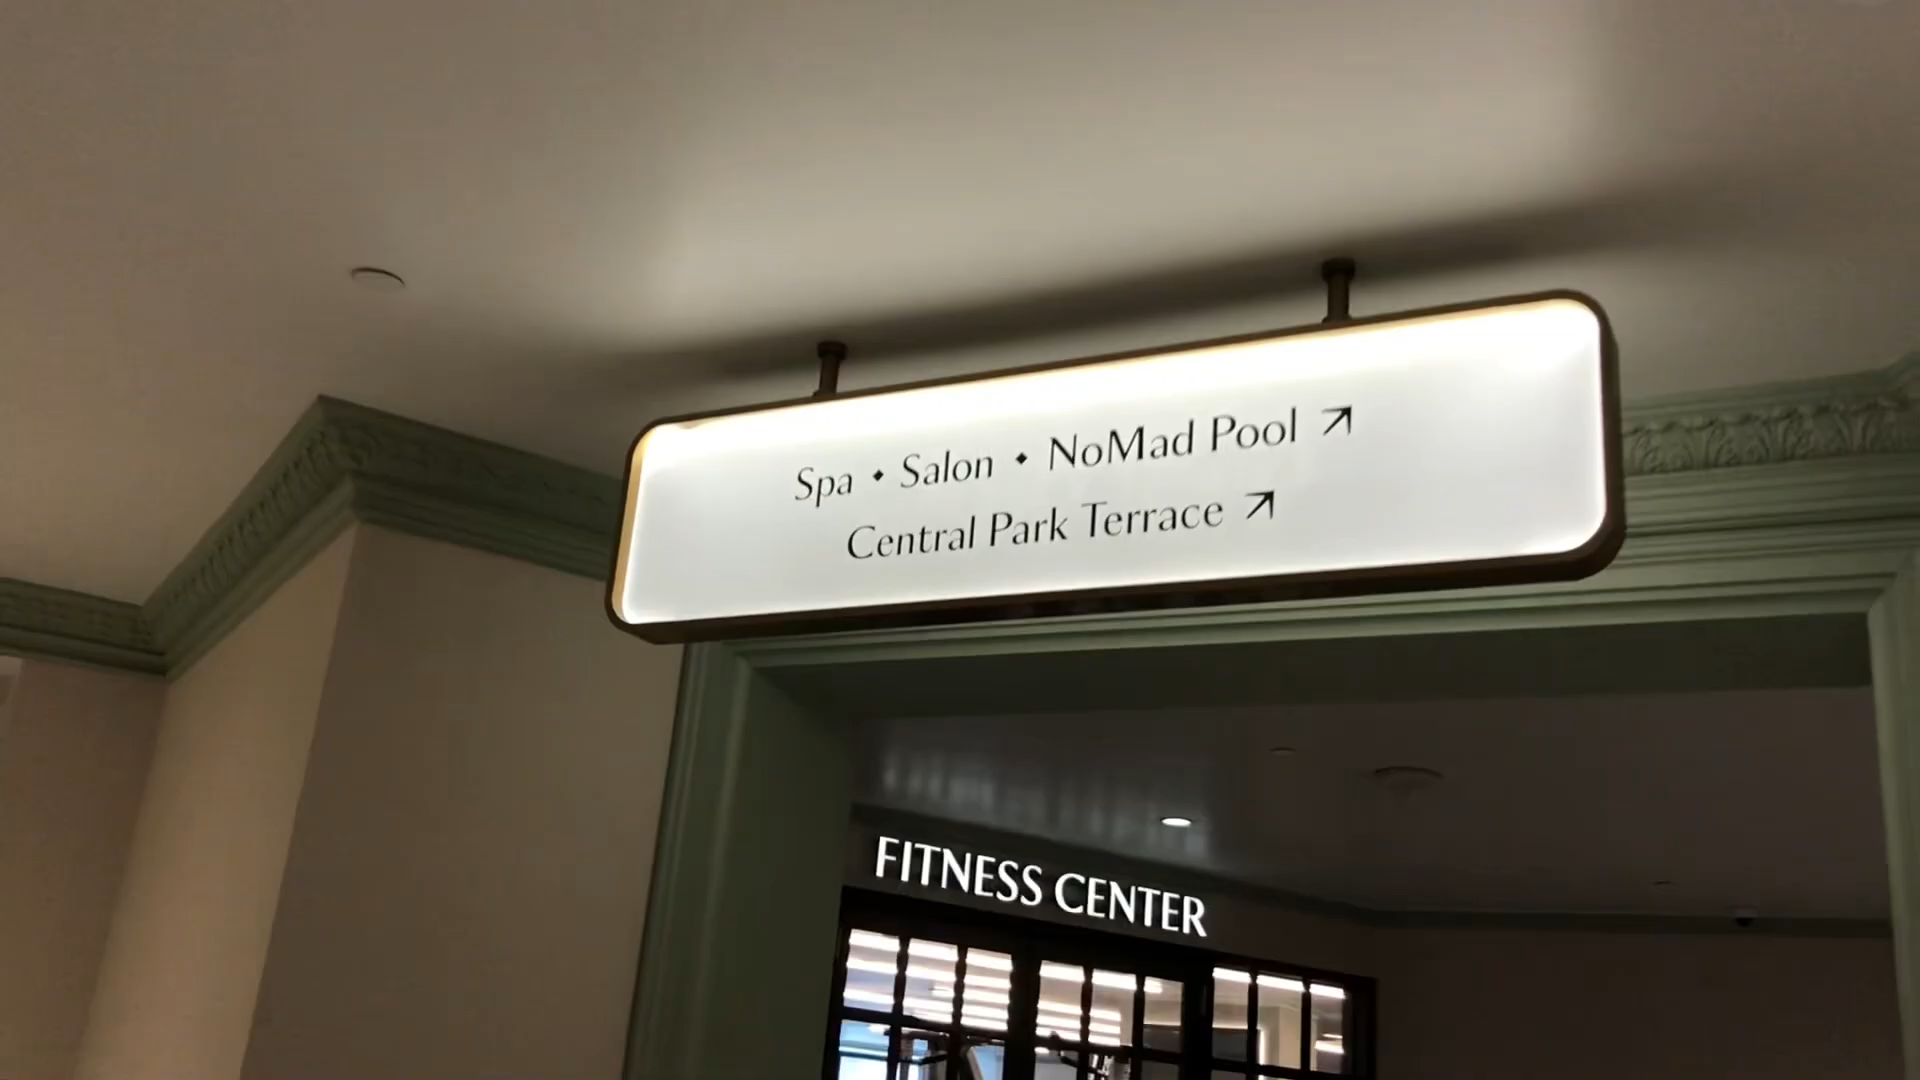 Spa • Salon • NoMad Pool ↗
Central Park Terrace ↗
FITNESS CENTER